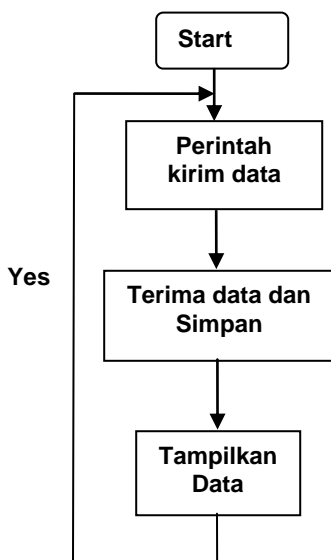 Start
Perintah
kirim data
Yes
Terima data dan
Simpan
Tampilkan
Data